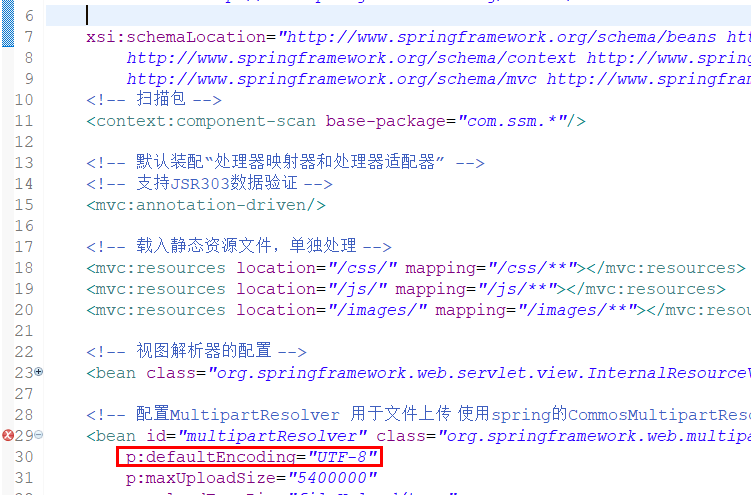 6
7 xsi:schemaLocation="http://www.springframework.org/schema/beans htt
8 http://www.springframework.org/schema/context http://www.sp
9 http://www.springframework.org/schema/mvc http://www.springfram
10 <!-- 扫描包 -->
11 <context:component-scan base-package="com.ssm.*"/>
12
13 <!-- 默认装配“处理器映射器和处理器适配器” -->
14 <!-- 支持JSR303数据验证 -->
15 <mvc:annotation-driven/>
16
17 <!-- 载入静态资源文件，单独处理 -->
18 <mvc:resources location="/css/" mapping="/css/**"></mvc:resources>
19 <mvc:resources location="/js/" mapping="/js/**"></mvc:resources>
20 <mvc:resources location="/images/" mapping="/images/**"></mvc:resou
21
22 <!-- 视图解析器的配置 -->
23 <bean class="org.springframework.web.servlet.view.InternalResourceV
27
28 <!-- 配置MultipartResolver 用于文件上传 使用spring的CommosMultipartReso
29 <bean id="multipartResolver" class="org.springframework.web.multipa
30 p:defaultEncoding="UTF-8"
31 p:maxUploadSize="5400000"